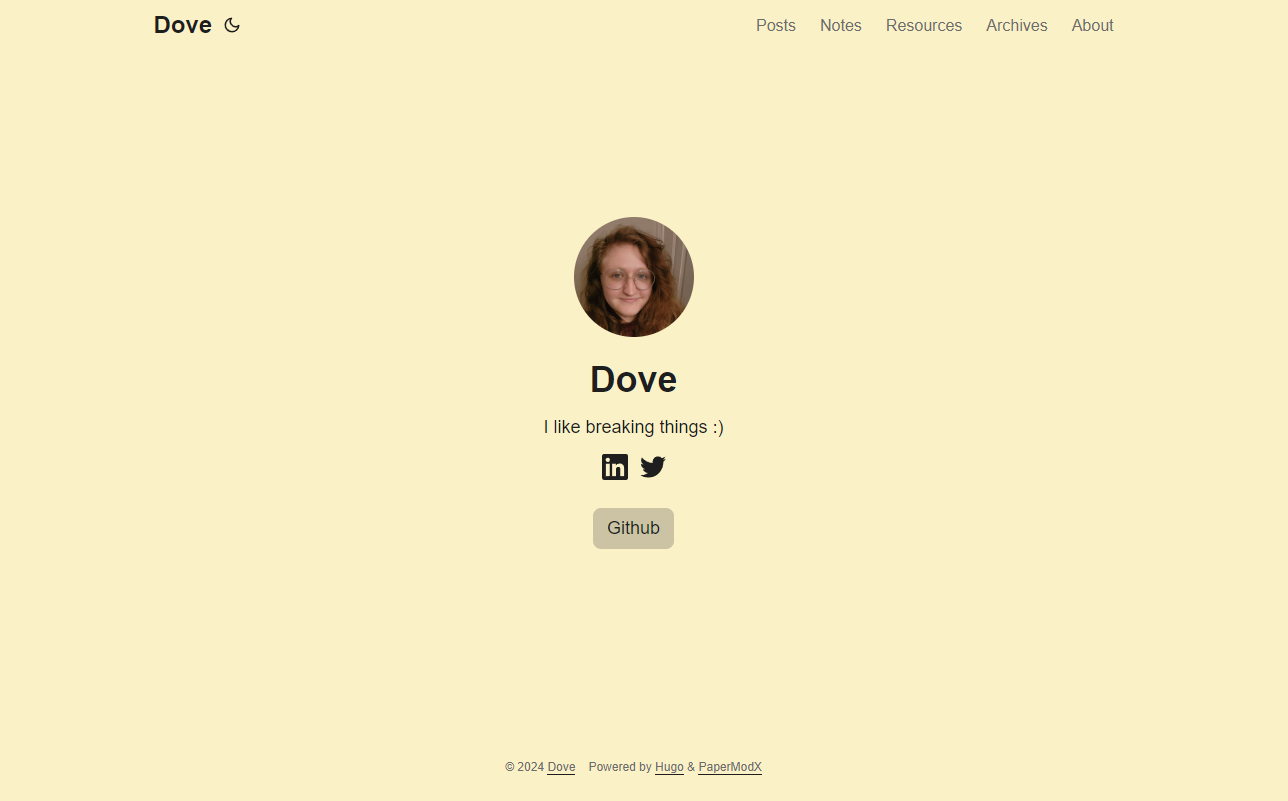 Dove
Posts Notes Resources Archives About
Dove
I like breaking things :)
Github
© 2024 Dove Powered by Hugo & PaperModX